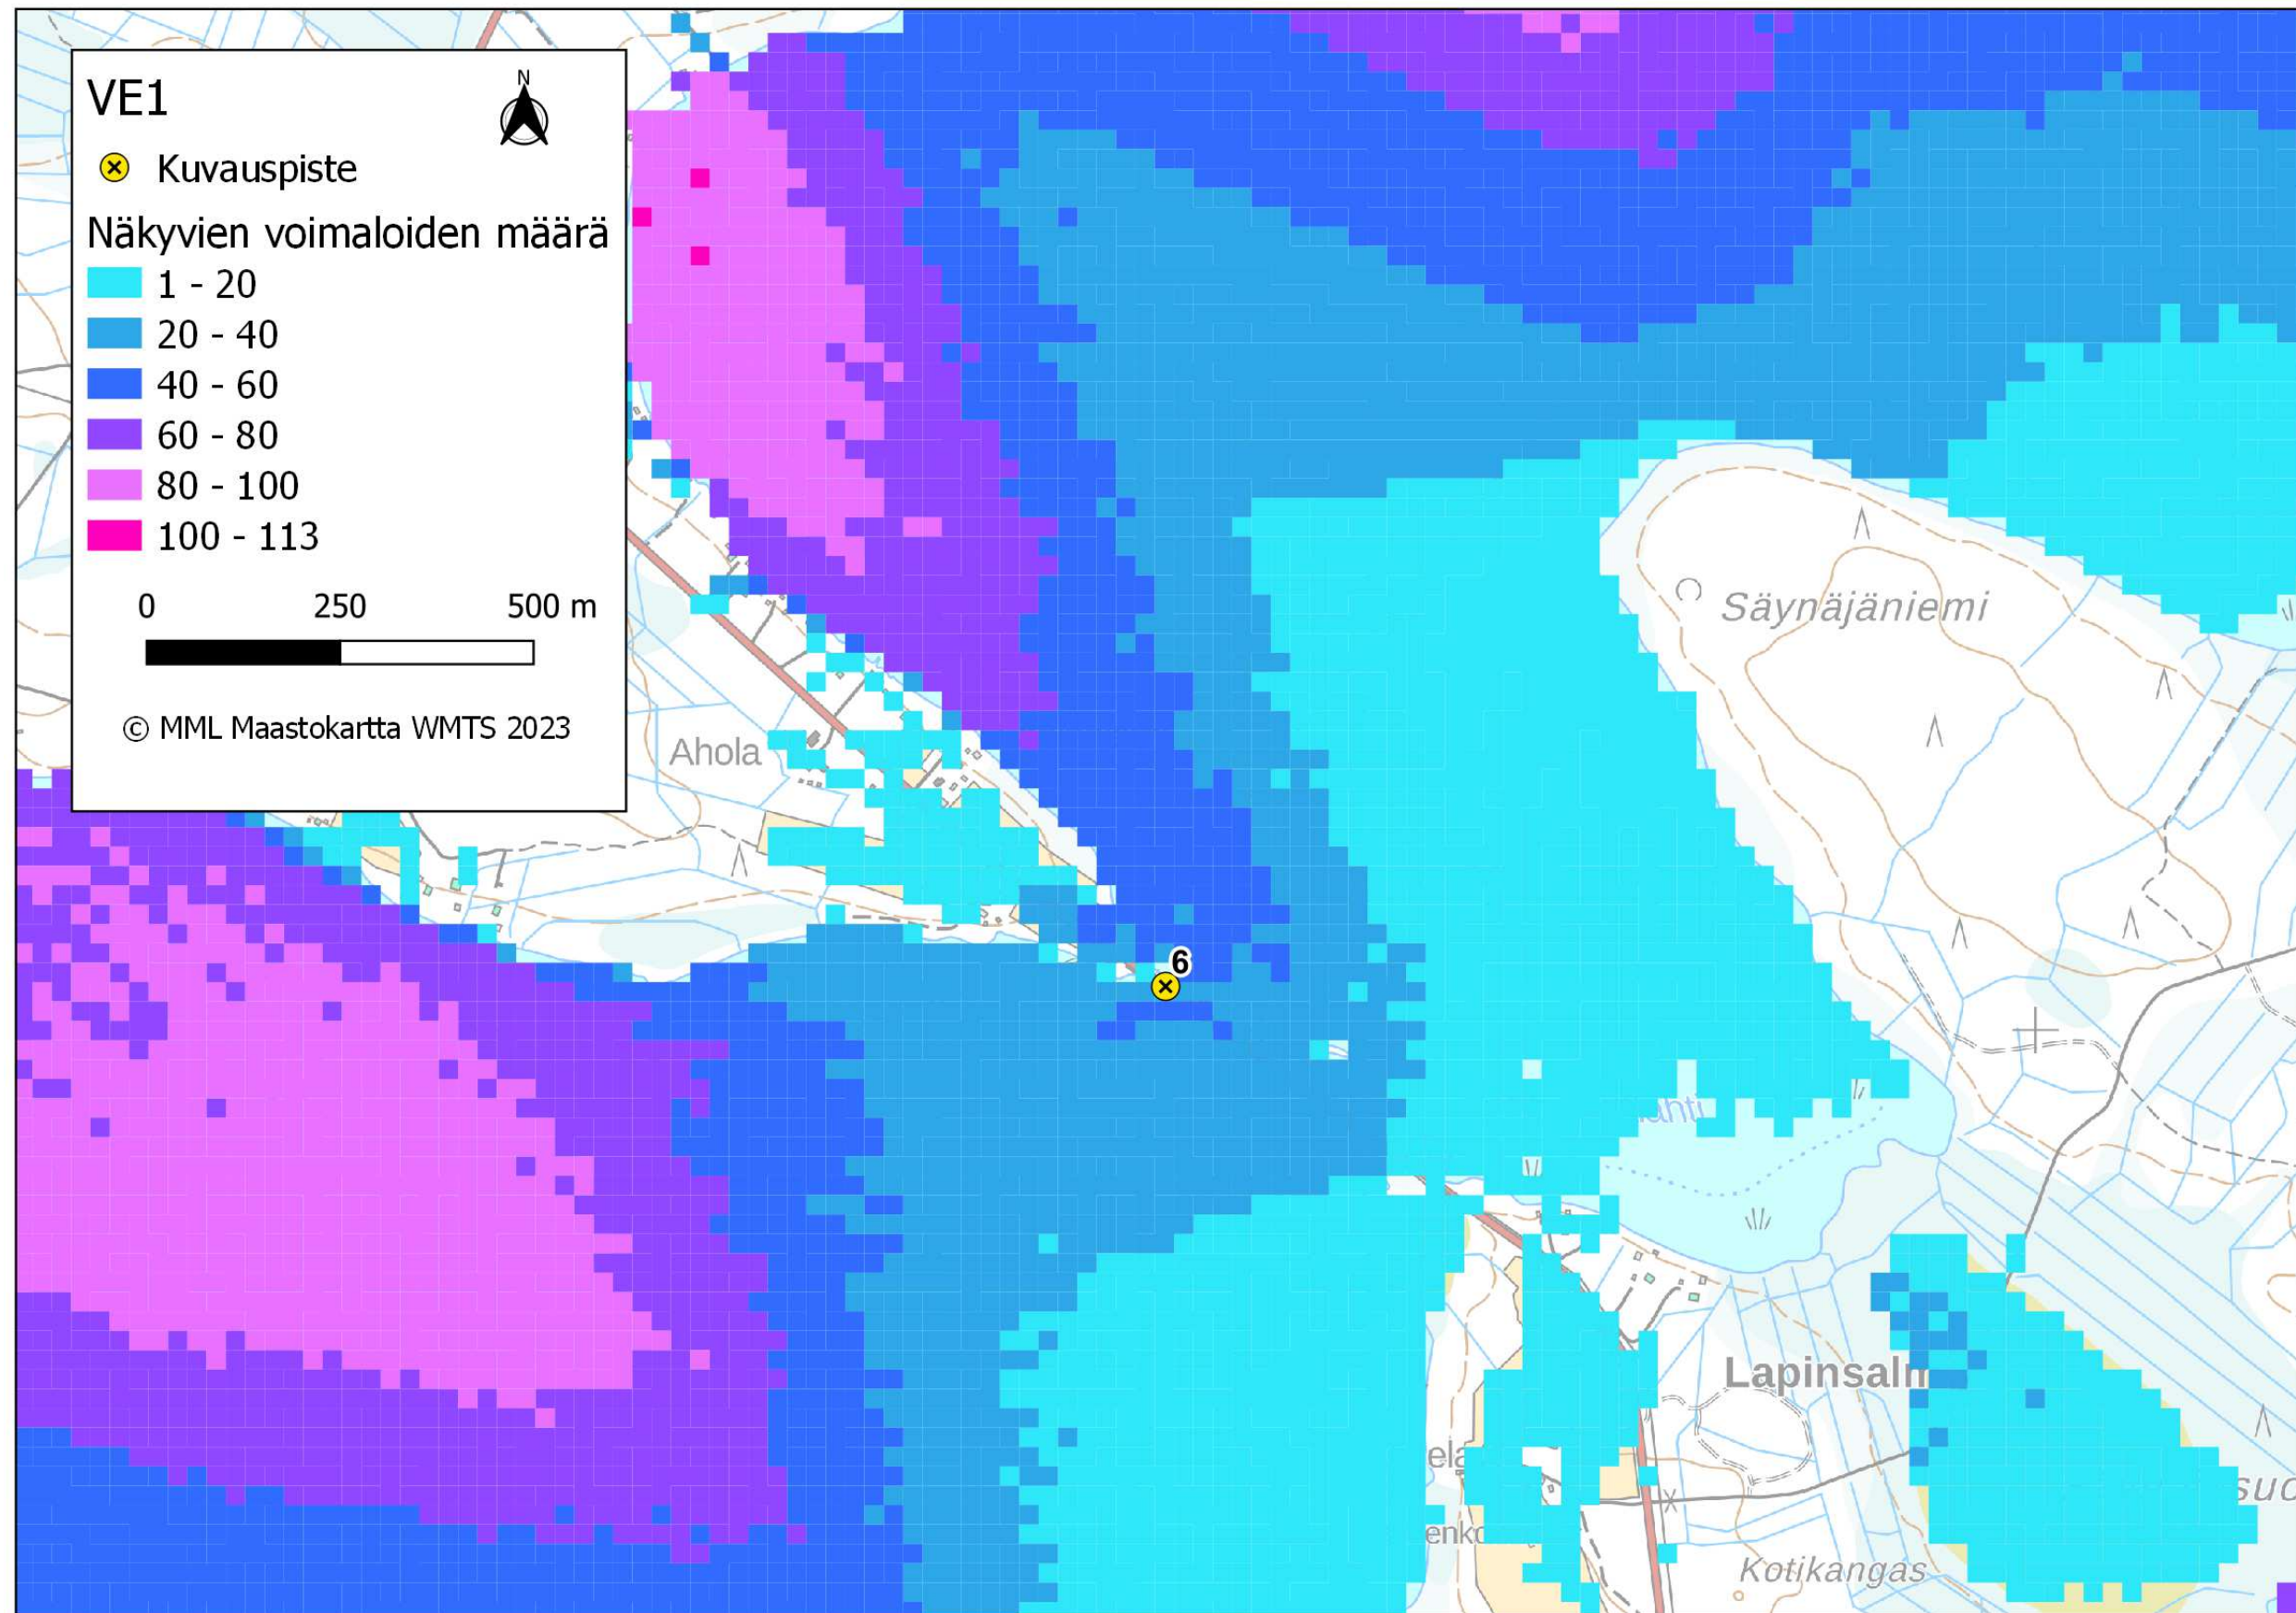 VE1
N
Kuvauspiste
Näkyvien voimaloiden määrä
1 - 20
20 - 40
40 - 60
60 - 80
80 - 100
100 - 113
0 250 500 m
© MML Maastokartta WMTS 2023
Säynäjäniemi
Ahola
6
Kotikangas